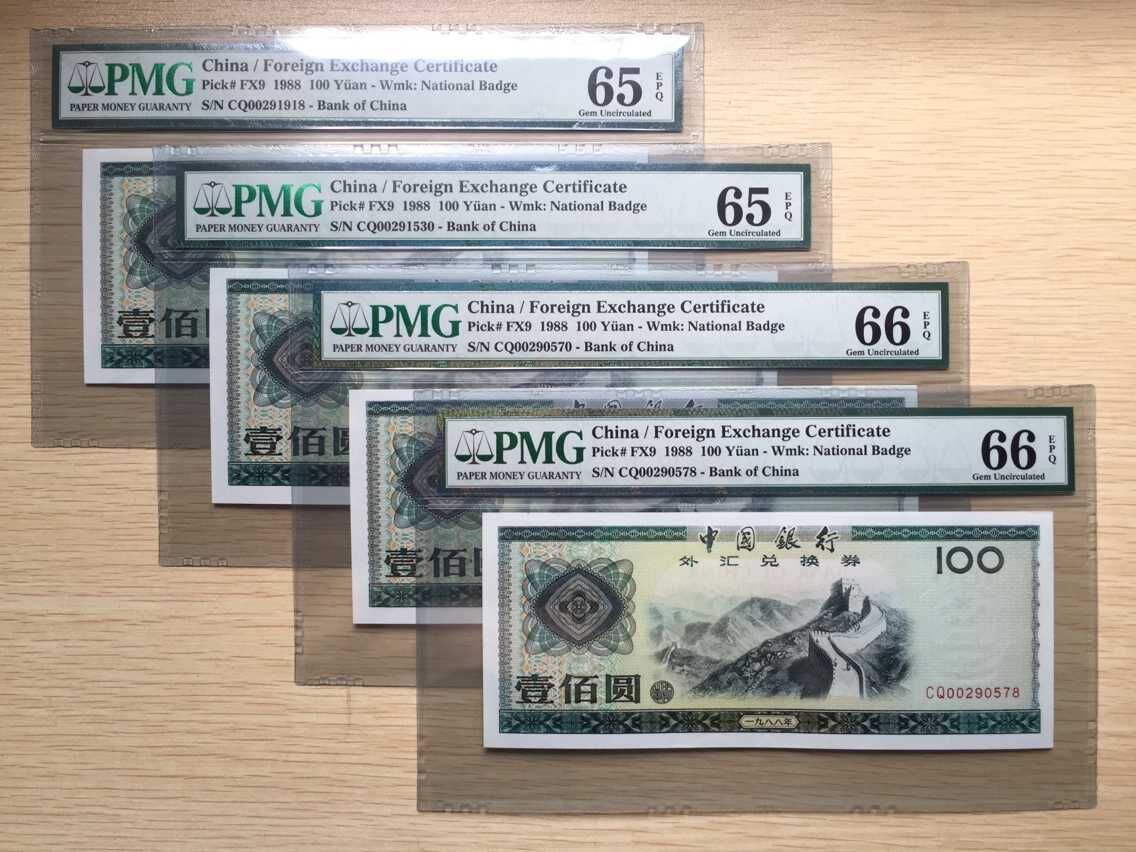 PMG
PAPER MONEY GUARANTY
China / Foreign Exchange Certificate
Pick# FX9 1988 100 Yüan - Wmk: National Badge
S/N CQ00291918 - Bank of China
65
EPQ
Gem Uncirculated
壹佰
PMG
PAPER MONEY GUARANTY
China / Foreign Exchange Certificate
Pick# FX9 1988 100 Yüan - Wmk: National Badge
S/N CQ00291530 - Bank of China
65
EPQ
Gem Uncirculated
壹佰圆
PMG
PAPER MONEY GUARANTY
China / Foreign Exchange Certificate
Pick# FX9 1988 100 Yüan - Wmk: National Badge
S/N CQ00290570 - Bank of China
66
EPQ
Gem Uncirculated
壹佰
PMG
PAPER MONEY GUARANTY
China / Foreign Exchange Certificate
Pick# FX9 1988 100 Yüan - Wmk: National Badge
S/N CQ00290578 - Bank of China
66
EPQ
Gem Uncirculated
中國銀行
外汇兑换券
100
壹佰圆
CQ00290578
一九八八年